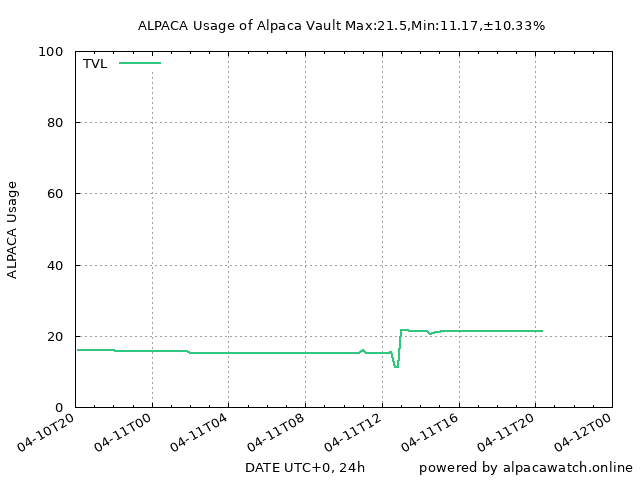 ALPACA Usage of Alpaca Vault Max:21.5,Min:11.17,±10.33%
100
TVL
80
60
ALPACA Usage
40
20
0
04-10T20 04-11T00 04-11T04 04-11T08 04-11T12 04-11T16 04-11T20 04-12T00
DATE UTC+0, 24h powered by alpacawatch.online